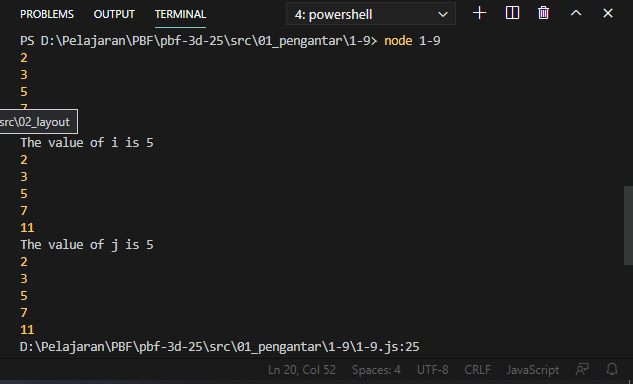 PROBLEMS OUTPUT TERMINAL 4: powershell
PS D:\Pelajaran\PBF\pbf-3d-25\src\01_pengantar\1-9> node 1-9
2
3
5
7
src\02_layout
The value of i is 5
2
3
5
7
11
The value of j is 5
2
3
5
7
11
D:\Pelajaran\PBF\pbf-3d-25\src\01_pengantar\1-9\1-9.js:25
Ln 20, Col 52 Spaces: 4 UTF-8 CRLF JavaScript